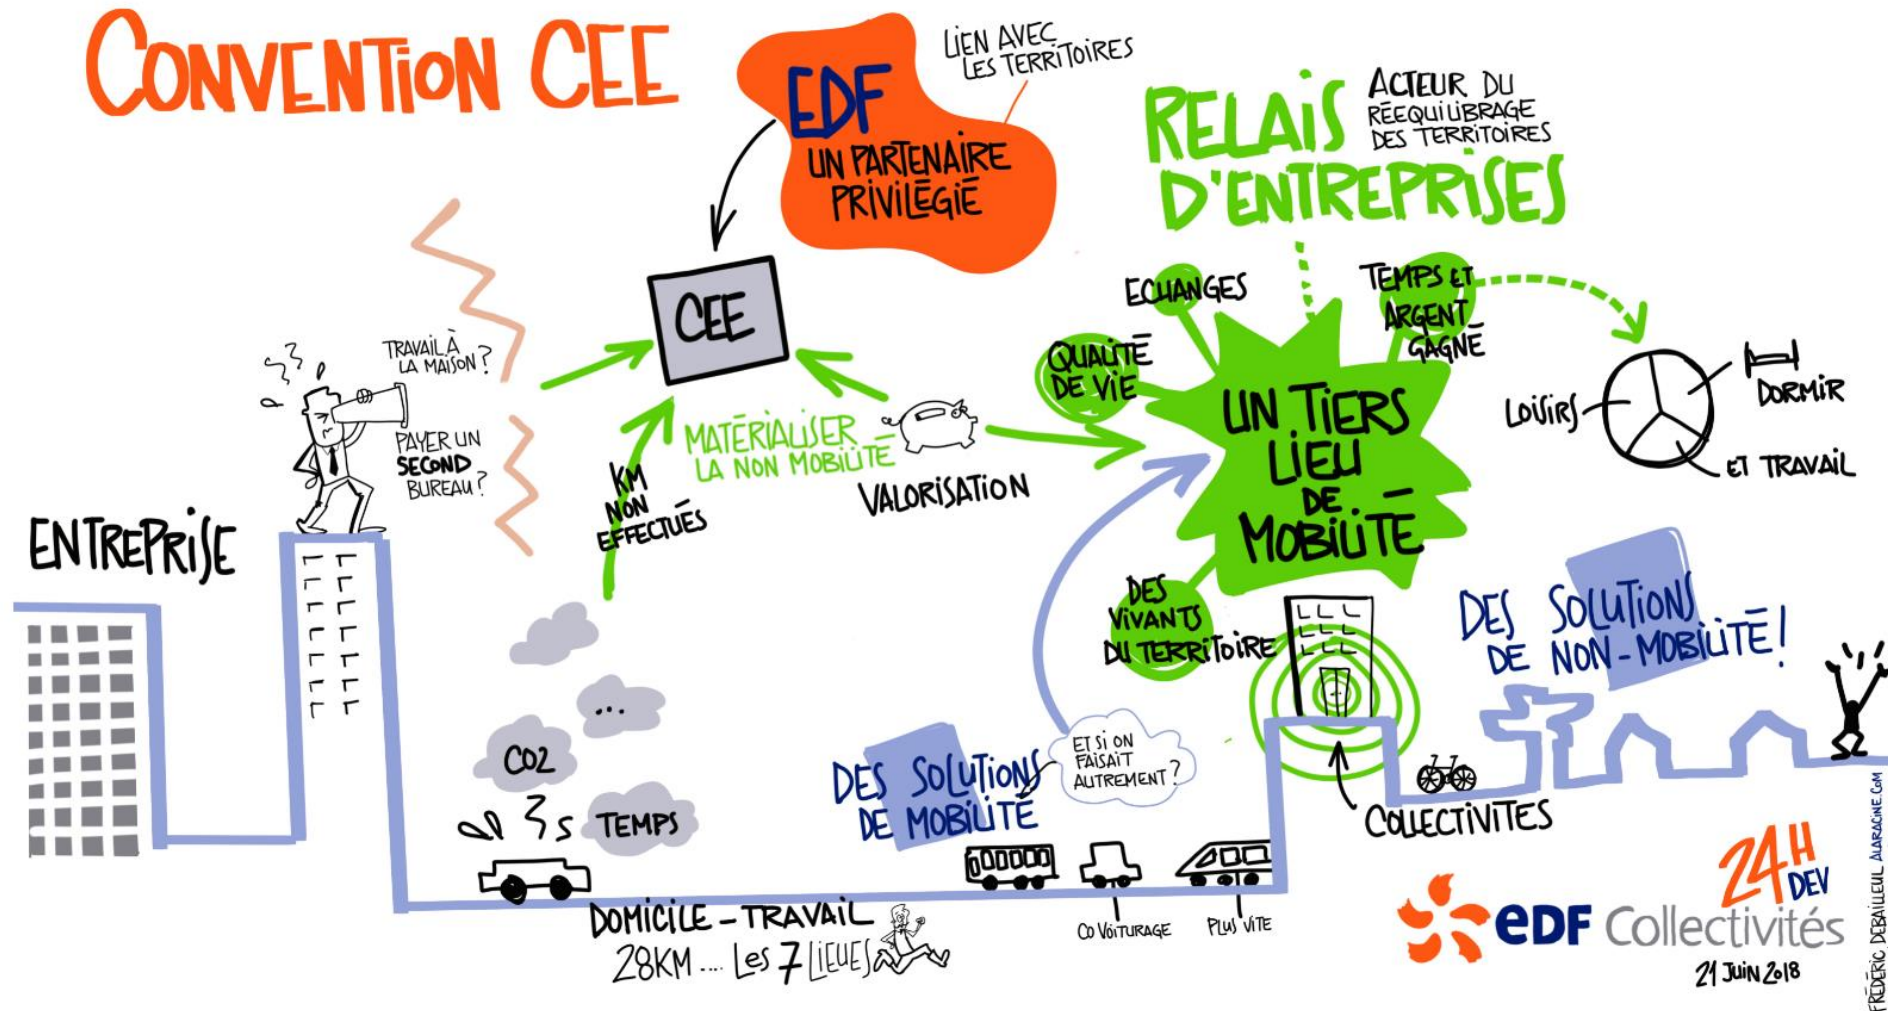 CONVENTION CEE
EDF
UN PARTENAIRE
PRIVILÉGIÉ
LIEN AVEC
LES TERRITOIRES
RELAIS
D'ENTREPRISES
ACTEUR DU
RÉEQUILIBRAGE
DES TERRITOIRES
CEE
TRAVAIL À
LA MAISON ?
PAYER UN
SECOND
BUREAU ?
ENTREPRISE
KM
NON
EFFECTUÉS
MATÉRIALISER
LA NON MOBILITÉ
VALORISATION
ECHANGES
QUALITÉ
DE VIE
TEMPS ET
ARGENT
GAGNÉ
UN TIERS
LIEU
DE
MOBILITÉ
DES
VIVANTS
DU TERRITOIRE
LOISIRS
DORMIR
ET TRAVAIL
DES SOLUTIONS
DE NON-MOBILITÉ !
...
CO2
TEMPS
DES SOLUTIONS
DE MOBILITÉ
ET SI ON
FAISAIT
AUTREMENT ?
COLLECTIVITES
DOMICILE - TRAVAIL
28KM .... LES 7 LIEUES
CO VOITURAGE
PLUS VITE
24H
DEV
eDF Collectivités
21 JUIN 2018
FRÉDÉRIC DEBAILLEUL ALARACINE.COM